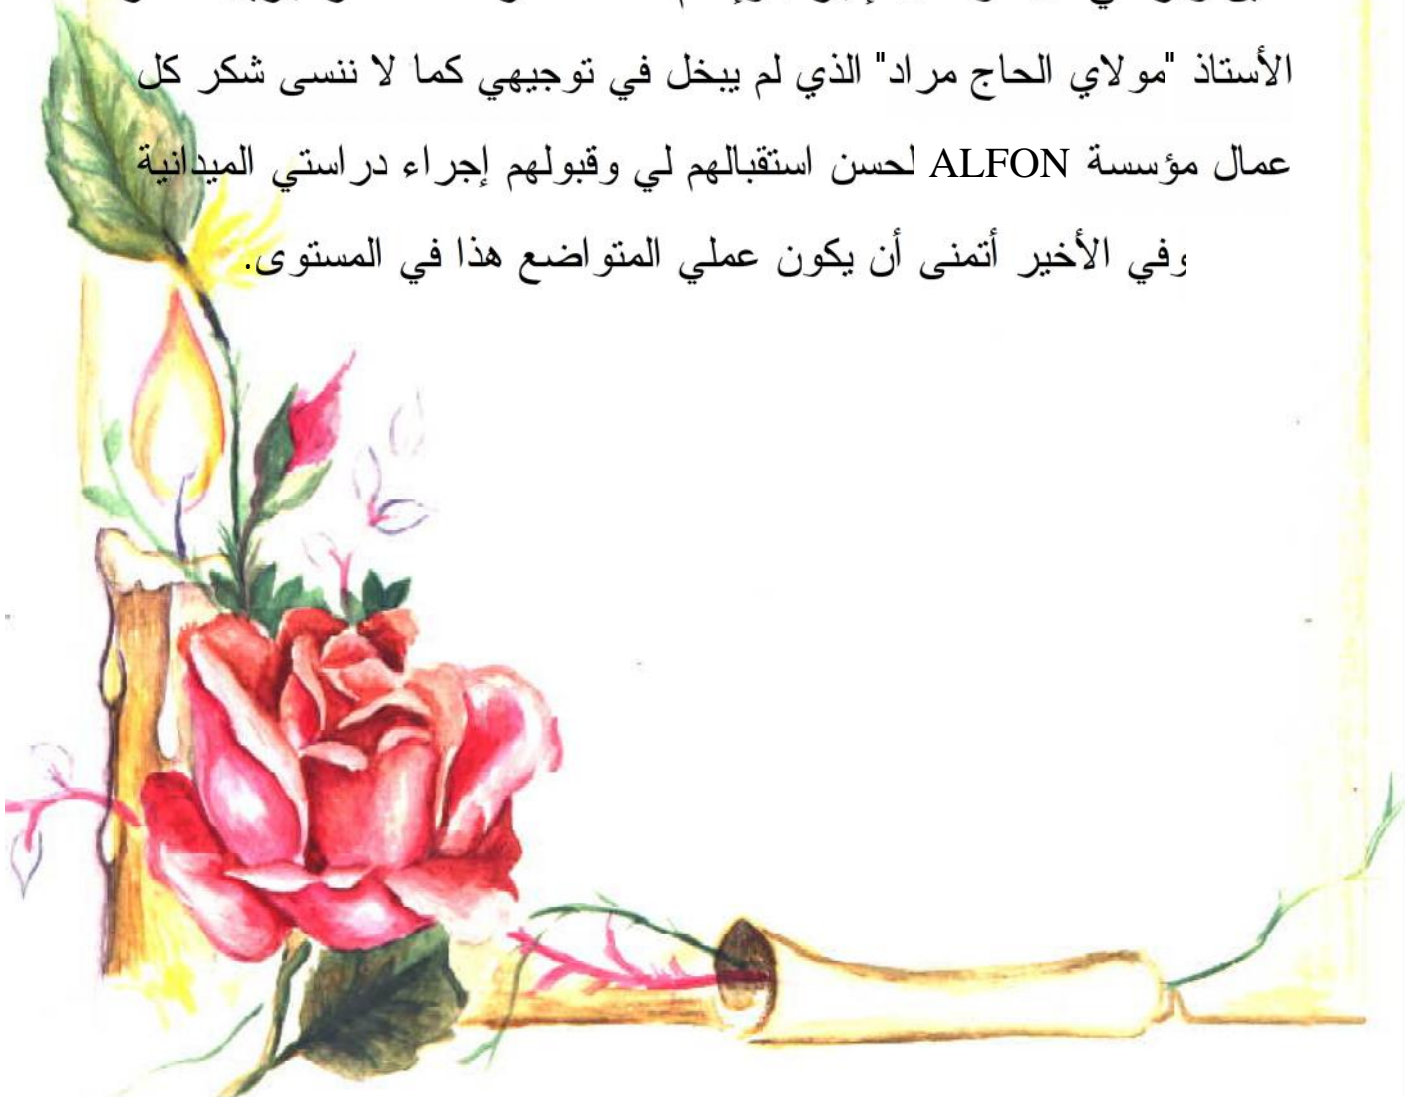 الأستاذ "مولاي الحاج مراد" الذي لم يبخل في توجيهي كما لا ننسى شكر كل
عمال مؤسسة ALFON لحسن استقبالهم لي وقبولهم إجراء دراستي الميدانية
وفي الأخير أتمنى أن يكون عملي المتواضع هذا في المستوى.